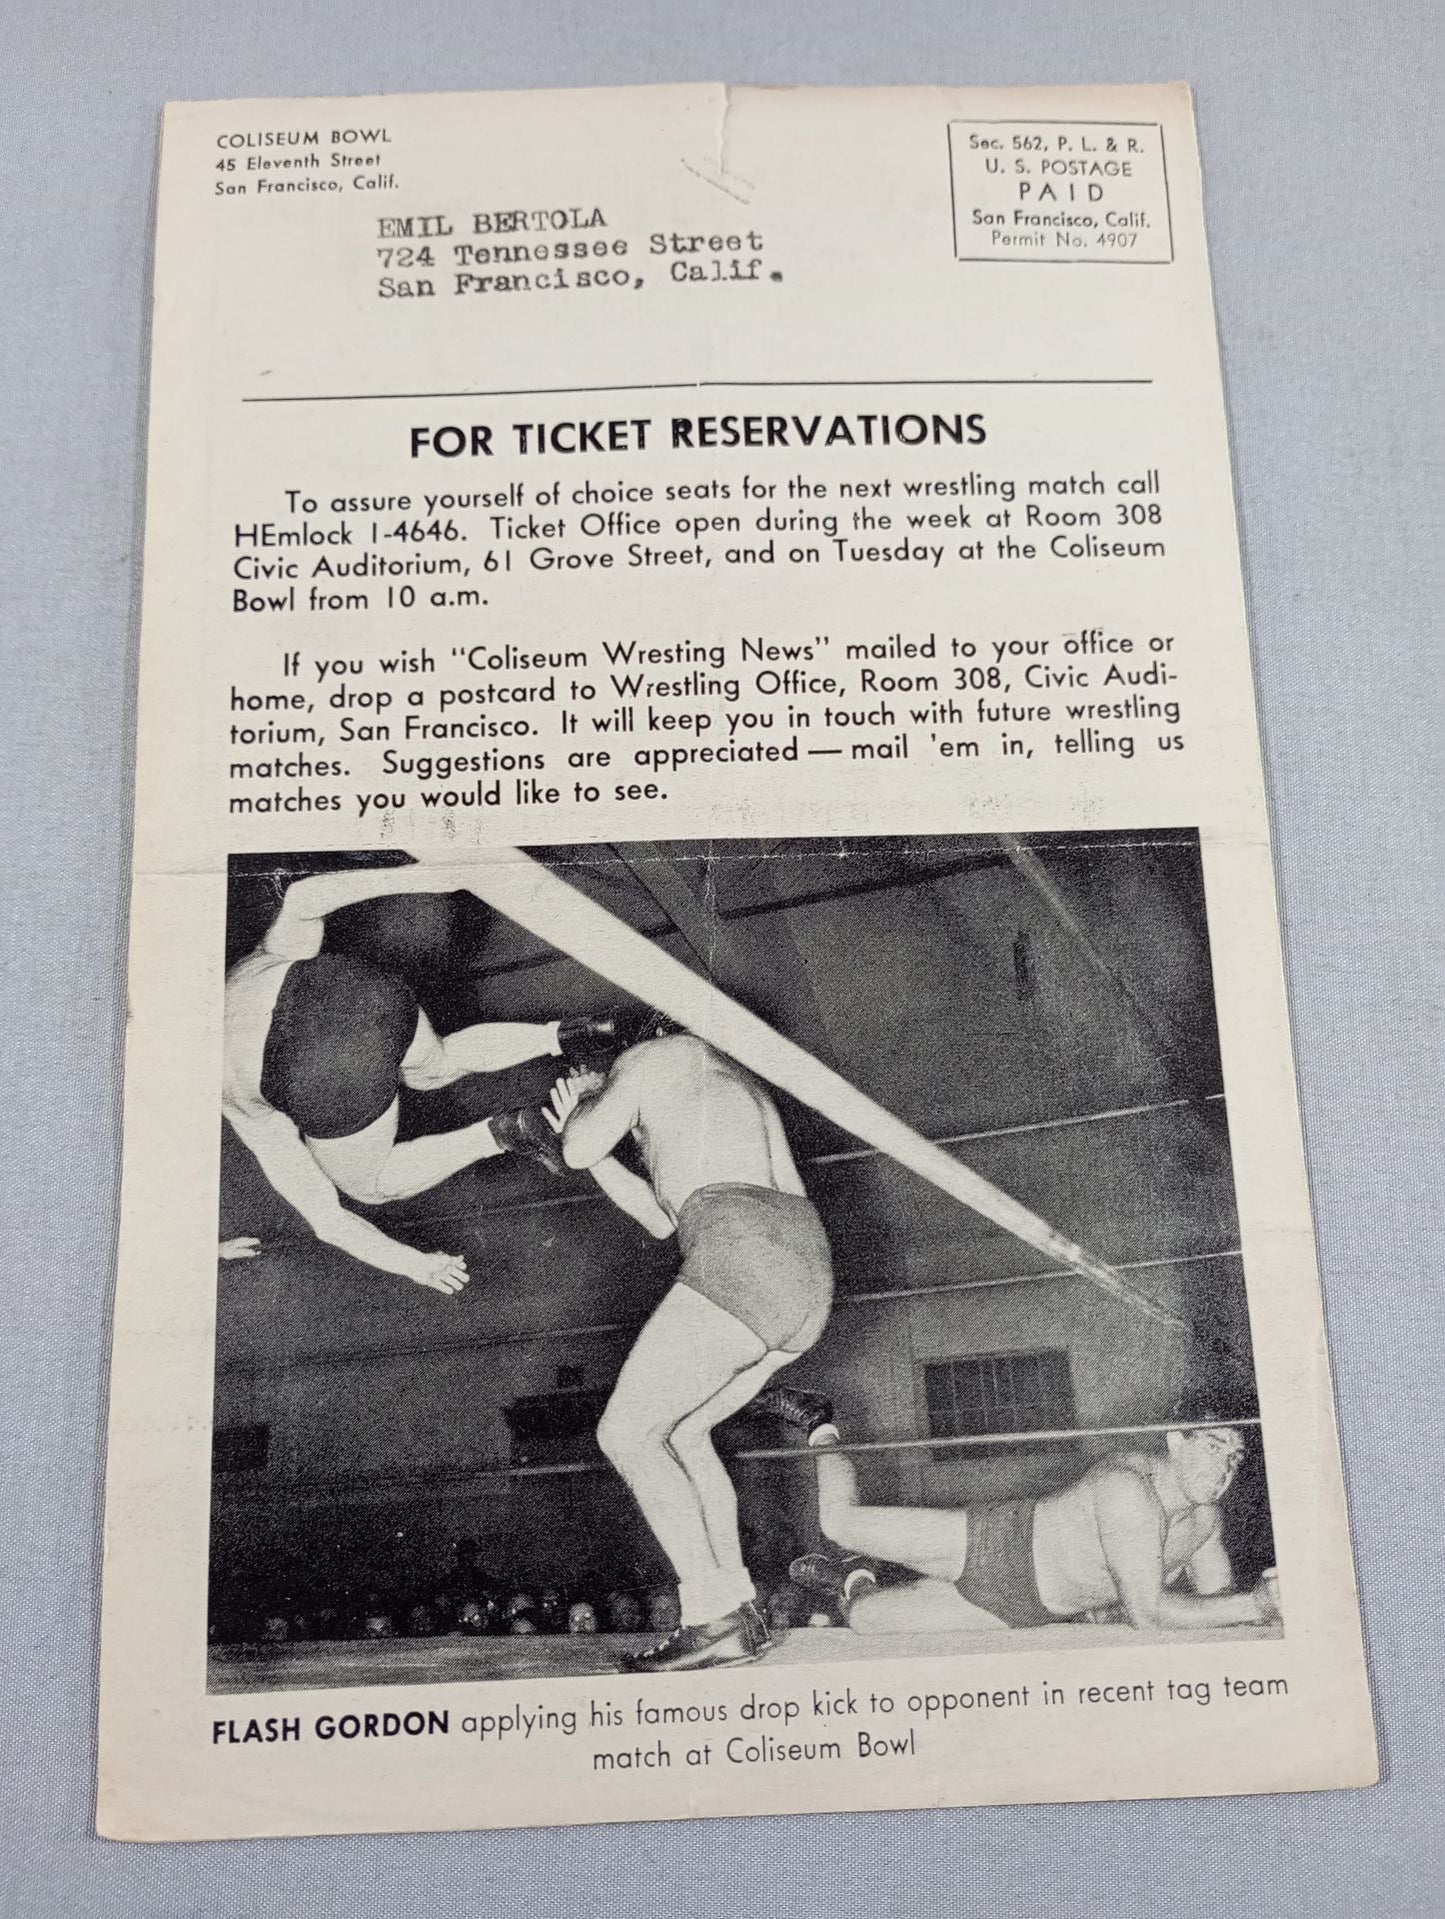 COLISEUM BOWL
45 Eleventh Street
San Francisco, Calif.
Sec. 562, P. L. & R.
U. S. POSTAGE
PAID
San Francisco, Calif.
Permit No. 4907
EMIL BERTOLA
724 Tennessee Street
San Francisco, Calif.
FOR TICKET RESERVATIONS
To assure yourself of choice seats for the next wrestling match call
HEmlock 1-4646. Ticket Office open during the week at Room 308
Civic Auditorium, 61 Grove Street, and on Tuesday at the Coliseum
Bowl from 10 a.m.
If you wish "Coliseum Wresting News" mailed to your office or
home, drop a postcard to Wrestling Office, Room 308, Civic Audi-
torium, San Francisco. It will keep you in touch with future wrestling
matches. Suggestions are appreciated — mail 'em in, telling us
matches you would like to see.
FLASH GORDON applying his famous drop kick to opponent in recent tag team
match at Coliseum Bowl